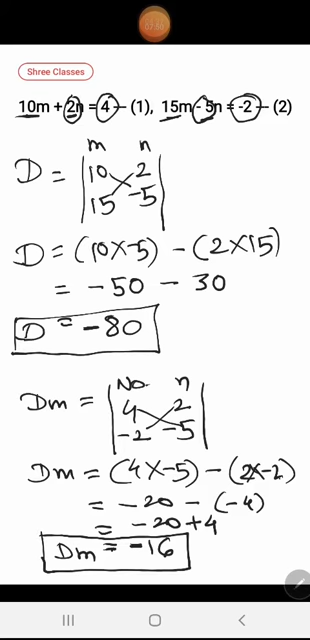 Shree Classes
10m + 2n = 4 – (1), 15m - 5n = -2 – (2)
m n
D = | 10 2 |
| 15 -5 |
D = (10×-5) - (2×15)
= -50 - 30
D = -80
No. n
Dm = | 4 2 |
| -2 -5 |
Dm = (4×-5) - (2×-2)
= -20 - (-4)
= -20+4
Dm = -16